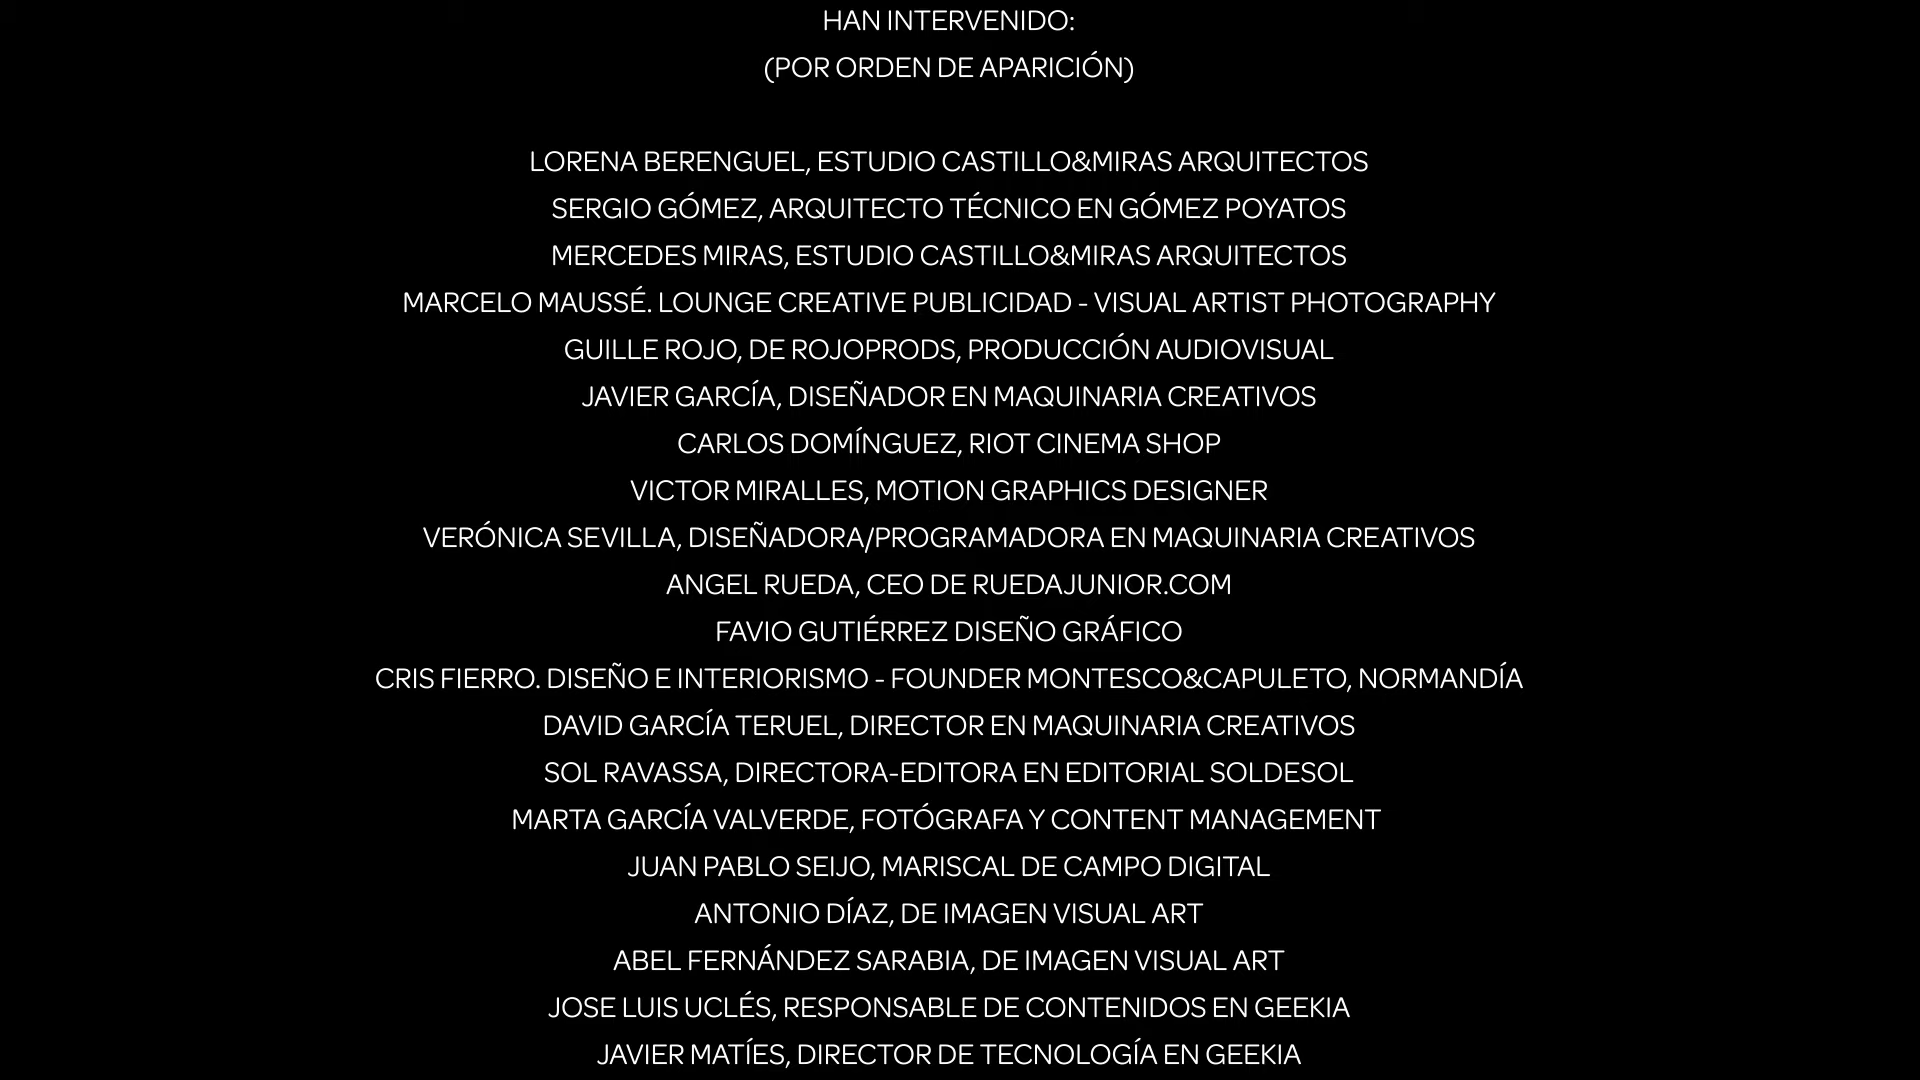 HAN INTERVENIDO:
(POR ORDEN DE APARICIÓN)
LORENA BERENGUEL, ESTUDIO CASTILLO&MIRAS ARQUITECTOS
SERGIO GÓMEZ, ARQUITECTO TÉCNICO EN GÓMEZ POYATOS
MERCEDES MIRAS, ESTUDIO CASTILLO&MIRAS ARQUITECTOS
MARCELO MAUSSÉ. LOUNGE CREATIVE PUBLICIDAD - VISUAL ARTIST PHOTOGRAPHY
GUILLE ROJO, DE ROJOPRODS, PRODUCCIÓN AUDIOVISUAL
JAVIER GARCÍA, DISEÑADOR EN MAQUINARIA CREATIVOS
CARLOS DOMÍNGUEZ, RIOT CINEMA SHOP
VICTOR MIRALLES, MOTION GRAPHICS DESIGNER
VERÓNICA SEVILLA, DISEÑADORA/PROGRAMADORA EN MAQUINARIA CREATIVOS
ANGEL RUEDA, CEO DE RUEDAJUNIOR.COM
FAVIO GUTIÉRREZ DISEÑO GRÁFICO
CRIS FIERRO. DISEÑO E INTERIORISMO - FOUNDER MONTESCO&CAPULETO, NORMANDÍA
DAVID GARCÍA TERUEL, DIRECTOR EN MAQUINARIA CREATIVOS
SOL RAVASSA, DIRECTORA-EDITORA EN EDITORIAL SOLDESOL
MARTA GARCÍA VALVERDE, FOTÓGRAFA Y CONTENT MANAGEMENT
JUAN PABLO SEIJO, MARISCAL DE CAMPO DIGITAL
ANTONIO DÍAZ, DE IMAGEN VISUAL ART
ABEL FERNÁNDEZ SARABIA, DE IMAGEN VISUAL ART
JOSE LUIS UCLÉS, RESPONSABLE DE CONTENIDOS EN GEEKIA
JAVIER MATÍES, DIRECTOR DE TECNOLOGÍA EN GEEKIA